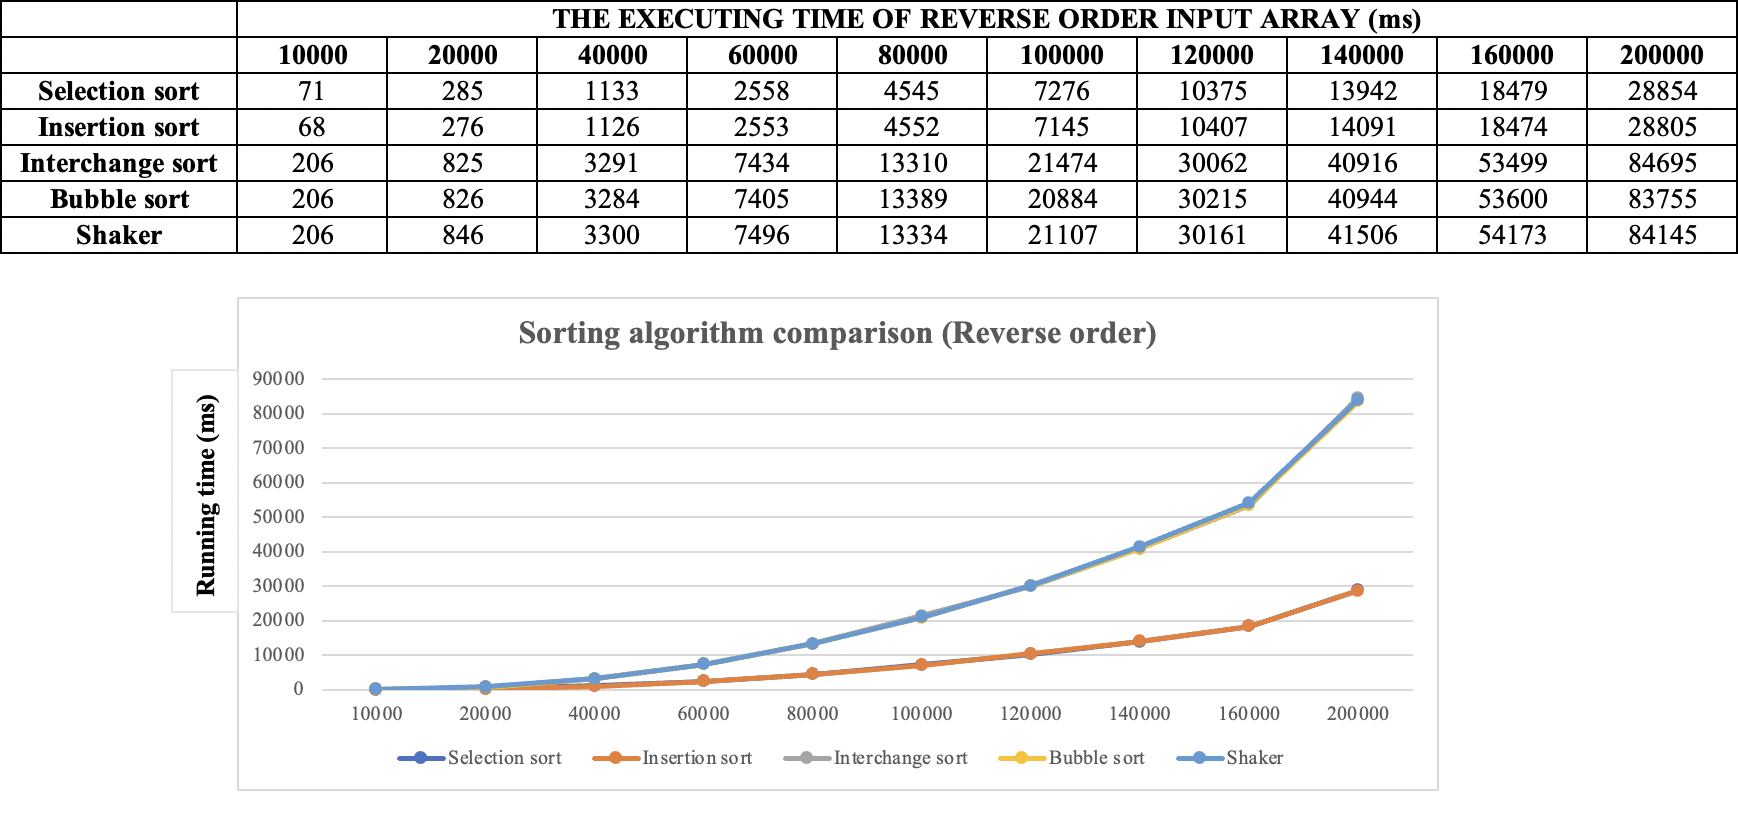 THE EXECUTING TIME OF REVERSE ORDER INPUT ARRAY (ms)
10000 20000 40000 60000 80000 100000 120000 140000 160000 200000
Selection sort 71 285 1133 2558 4545 7276 10375 13942 18479 28854
Insertion sort 68 276 1126 2553 4552 7145 10407 14091 18474 28805
Interchange sort 206 825 3291 7434 13310 21474 30062 40916 53499 84695
Bubble sort 206 826 3284 7405 13389 20884 30215 40944 53600 83755
Shaker 206 846 3300 7496 13334 21107 30161 41506 54173 84145
Sorting algorithm comparison (Reverse order)
Running time (ms)
90000
80000
70000
60000
50000
40000
30000
20000
10000
0
10000 20000 40000 60000 80000 100000 120000 140000 160000 200000
Selection sort Insertion sort Interchange sort Bubble sort Shaker